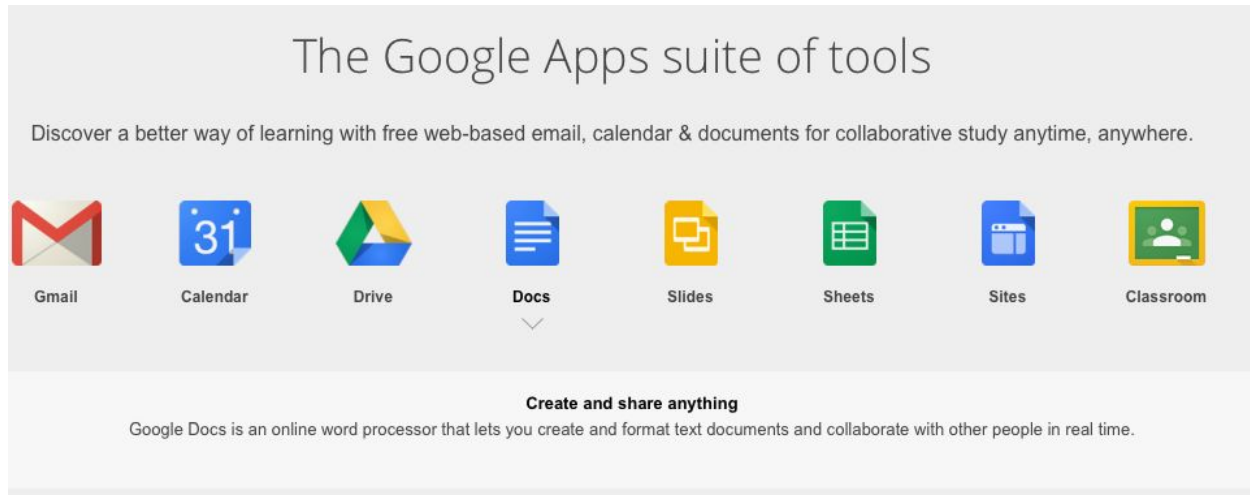 The Google Apps suite of tools
Discover a better way of learning with free web-based email, calendar & documents for collaborative study anytime, anywhere.
31
Gmail Calendar Drive Docs Slides Sheets Sites Classroom
Create and share anything
Google Docs is an online word processor that lets you create and format text documents and collaborate with other people in real time.